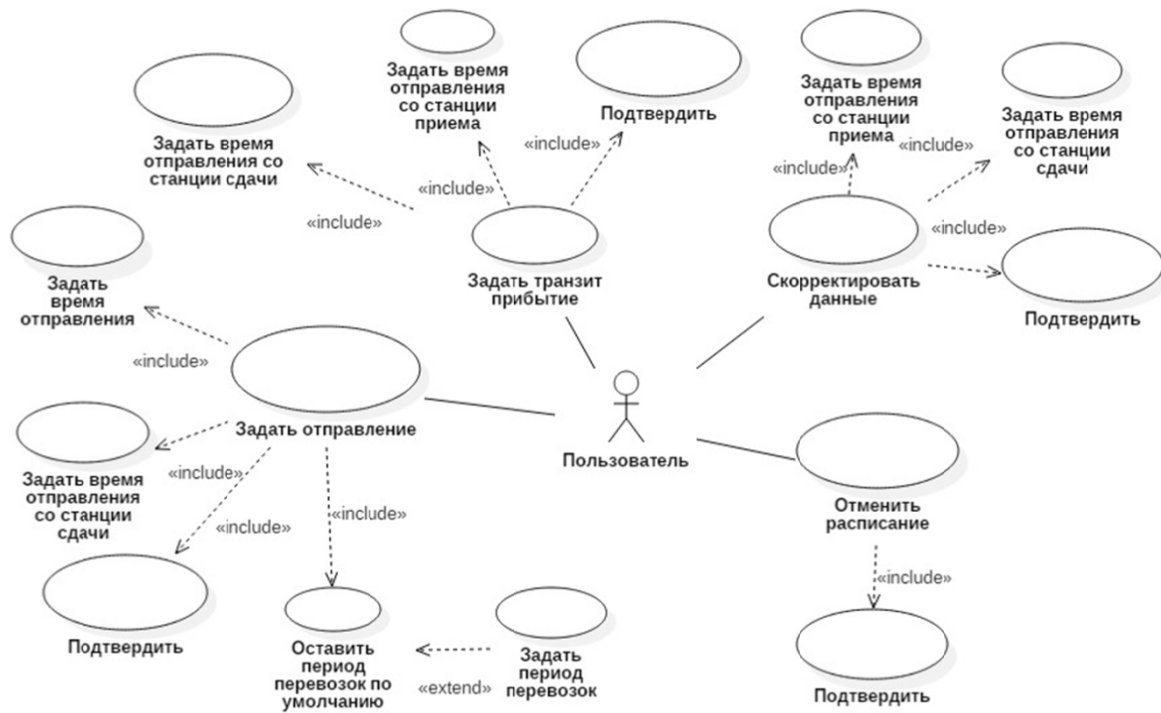 Задать время
отправления
со станции
приема
Подтвердить
Задать время
отправления
со станции
приема
Задать время
отправления
со станции
сдачи
Задать время
отправления со
станции сдачи
«include»
«include»
«include»
«include»
«include»
«include»
Задать транзит
прибытие
Скорректировать
данные
Подтвердить
Задать
время
отправления
«include»
Задать отправление
Пользователь
Задать время
отправления
со станции
сдачи
«include»
«include»
«include»
Отменить
расписание
«include»
Подтвердить
Оставить
период
перевозок по
умолчанию
«extend»
Задать
период
перевозок
Подтвердить